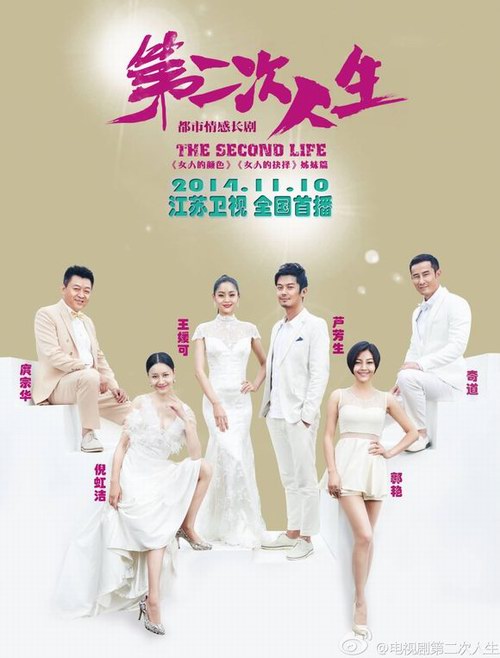 第二次人生
都市情感长剧
THE SECOND LIFE
《女人的颜色》《女人的抉择》姊妹篇
2014.11.10
江苏卫视 全国首播
庹宗华
倪虹洁
王媛可
芦芳生
郭艳
奇道
@电视剧第二次人生